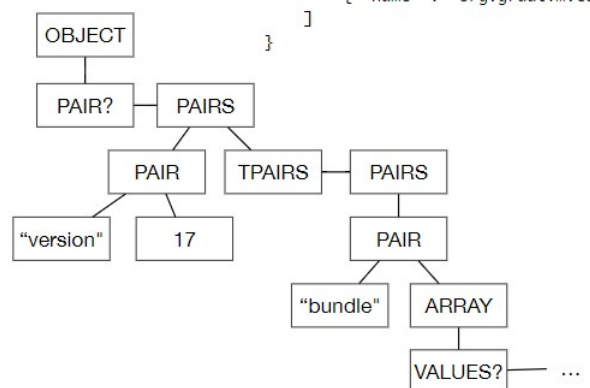 ]
}
OBJECT
PAIR?
PAIRS
PAIR
TPAIRS
PAIRS
“version"
17
PAIR
“bundle"
ARRAY
VALUES?
...